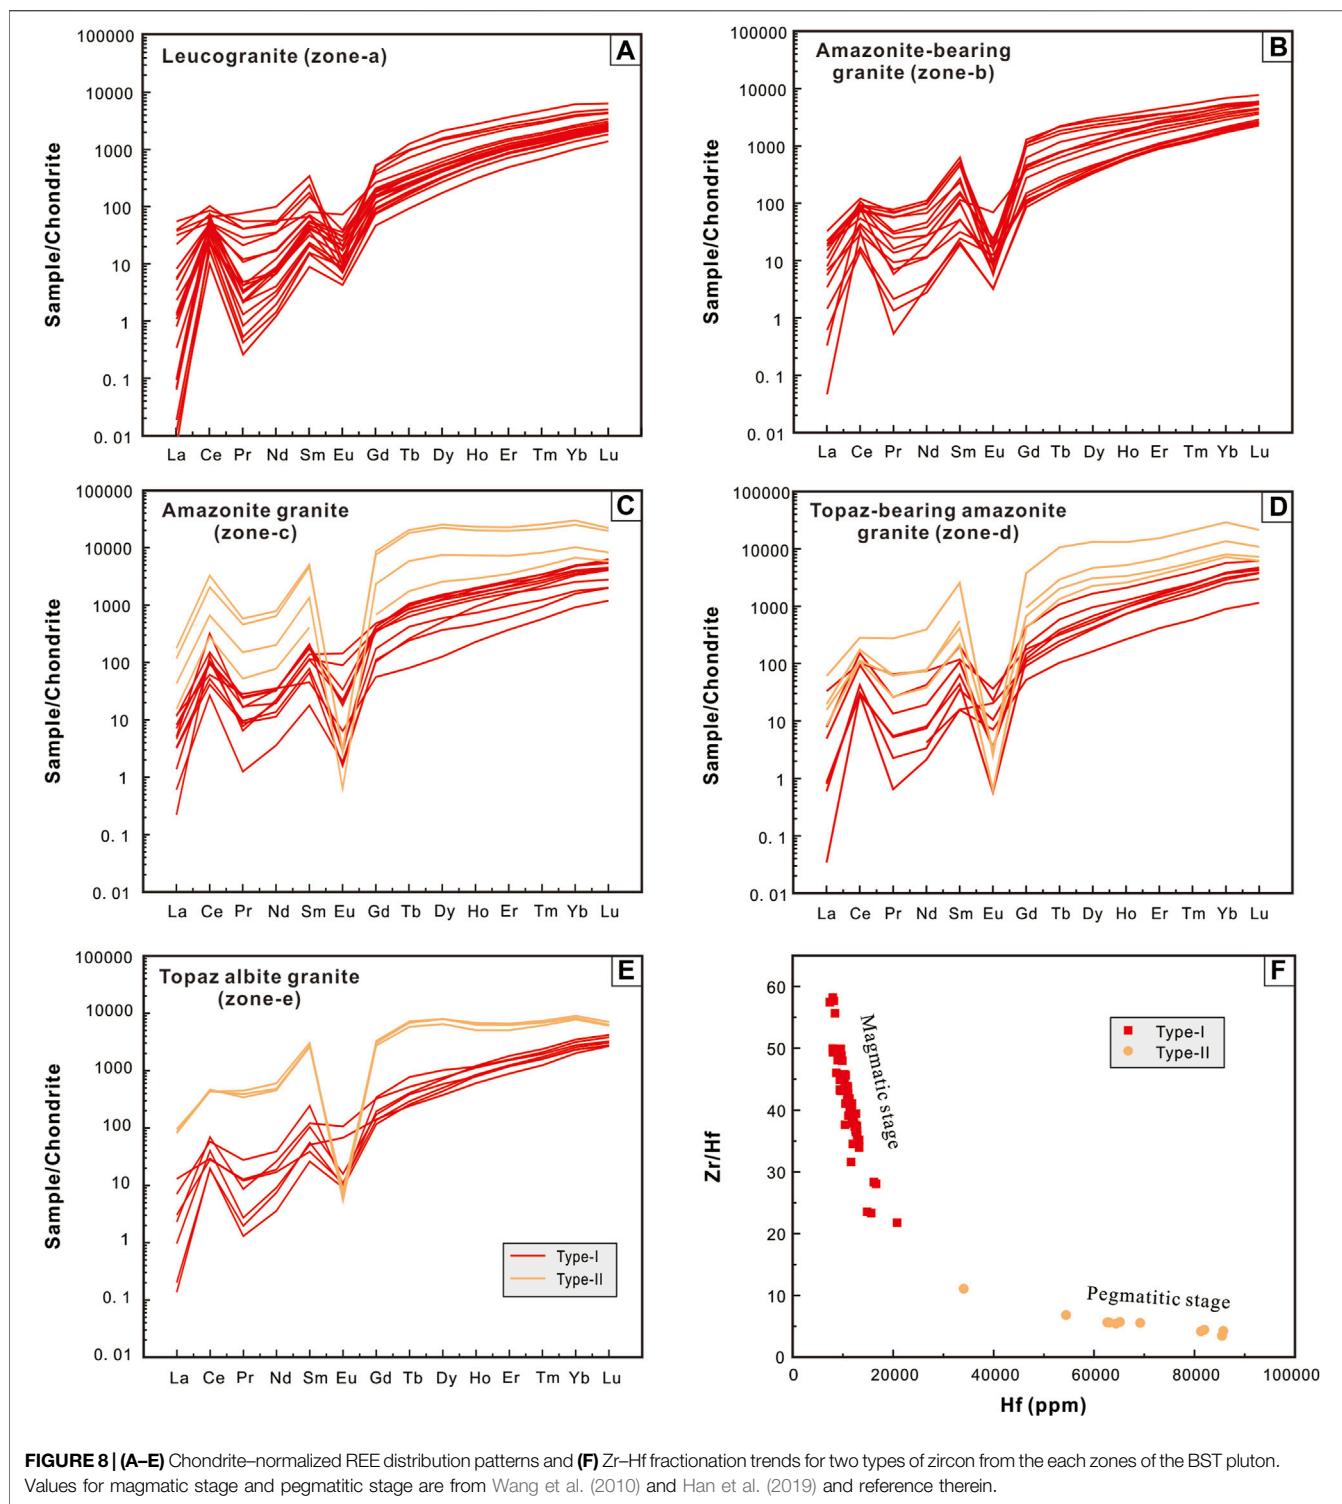 100000
10000
1000
100
10
1
0. 1
0. 01
Sample/Chondrite
Leucogranite (zone-a)
A
La Ce Pr Nd Sm Eu Gd Tb Dy Ho Er Tm Yb Lu
100000
10000
1000
100
10
1
0. 1
0. 01
Sample/Chondrite
Amazonite-bearing
granite (zone-b)
B
La Ce Pr Nd Sm Eu Gd Tb Dy Ho Er Tm Yb Lu
100000
10000
1000
100
10
1
0. 1
0. 01
Sample/Chondrite
Amazonite granite
(zone-c)
C
La Ce Pr Nd Sm Eu Gd Tb Dy Ho Er Tm Yb Lu
100000
10000
1000
100
10
1
0. 1
0. 01
Sample/Chondrite
Topaz-bearing amazonite
granite (zone-d)
D
La Ce Pr Nd Sm Eu Gd Tb Dy Ho Er Tm Yb Lu
100000
10000
1000
100
10
1
0. 1
0. 01
Sample/Chondrite
Topaz albite granite
(zone-e)
E
Type-I
Type-II
La Ce Pr Nd Sm Eu Gd Tb Dy Ho Er Tm Yb Lu
60
50
40
30
20
10
0
Zr/Hf
F
Type-I
Type-II
Magmatic stage
Pegmatitic stage
0 20000 40000 60000 80000 100000
Hf (ppm)
FIGURE 8 | (A–E) Chondrite–normalized REE distribution patterns and (F) Zr–Hf fractionation trends for two types of zircon from the each zones of the BST pluton.
Values for magmatic stage and pegmatitic stage are from Wang et al. (2010) and Han et al. (2019) and reference therein.